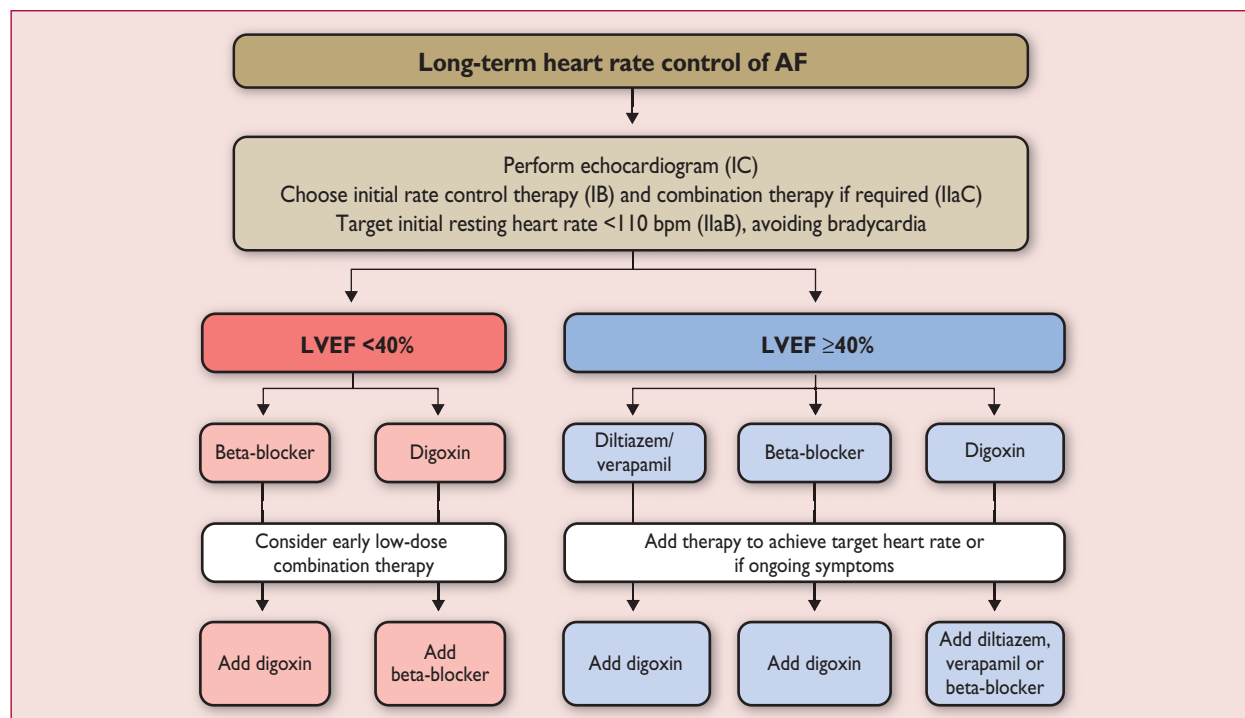 Long-term heart rate control of AF
Perform echocardiogram (IC)
Choose initial rate control therapy (IB) and combination therapy if required (IIaC)
Target initial resting heart rate <110 bpm (IIaB), avoiding bradycardia
LVEF <40%
LVEF ≥40%
Beta-blocker
Digoxin
Diltiazem/
verapamil
Beta-blocker
Digoxin
Consider early low-dose
combination therapy
Add therapy to achieve target heart rate or
if ongoing symptoms
Add digoxin
Add
beta-blocker
Add digoxin
Add digoxin
Add diltiazem,
verapamil or
beta-blocker